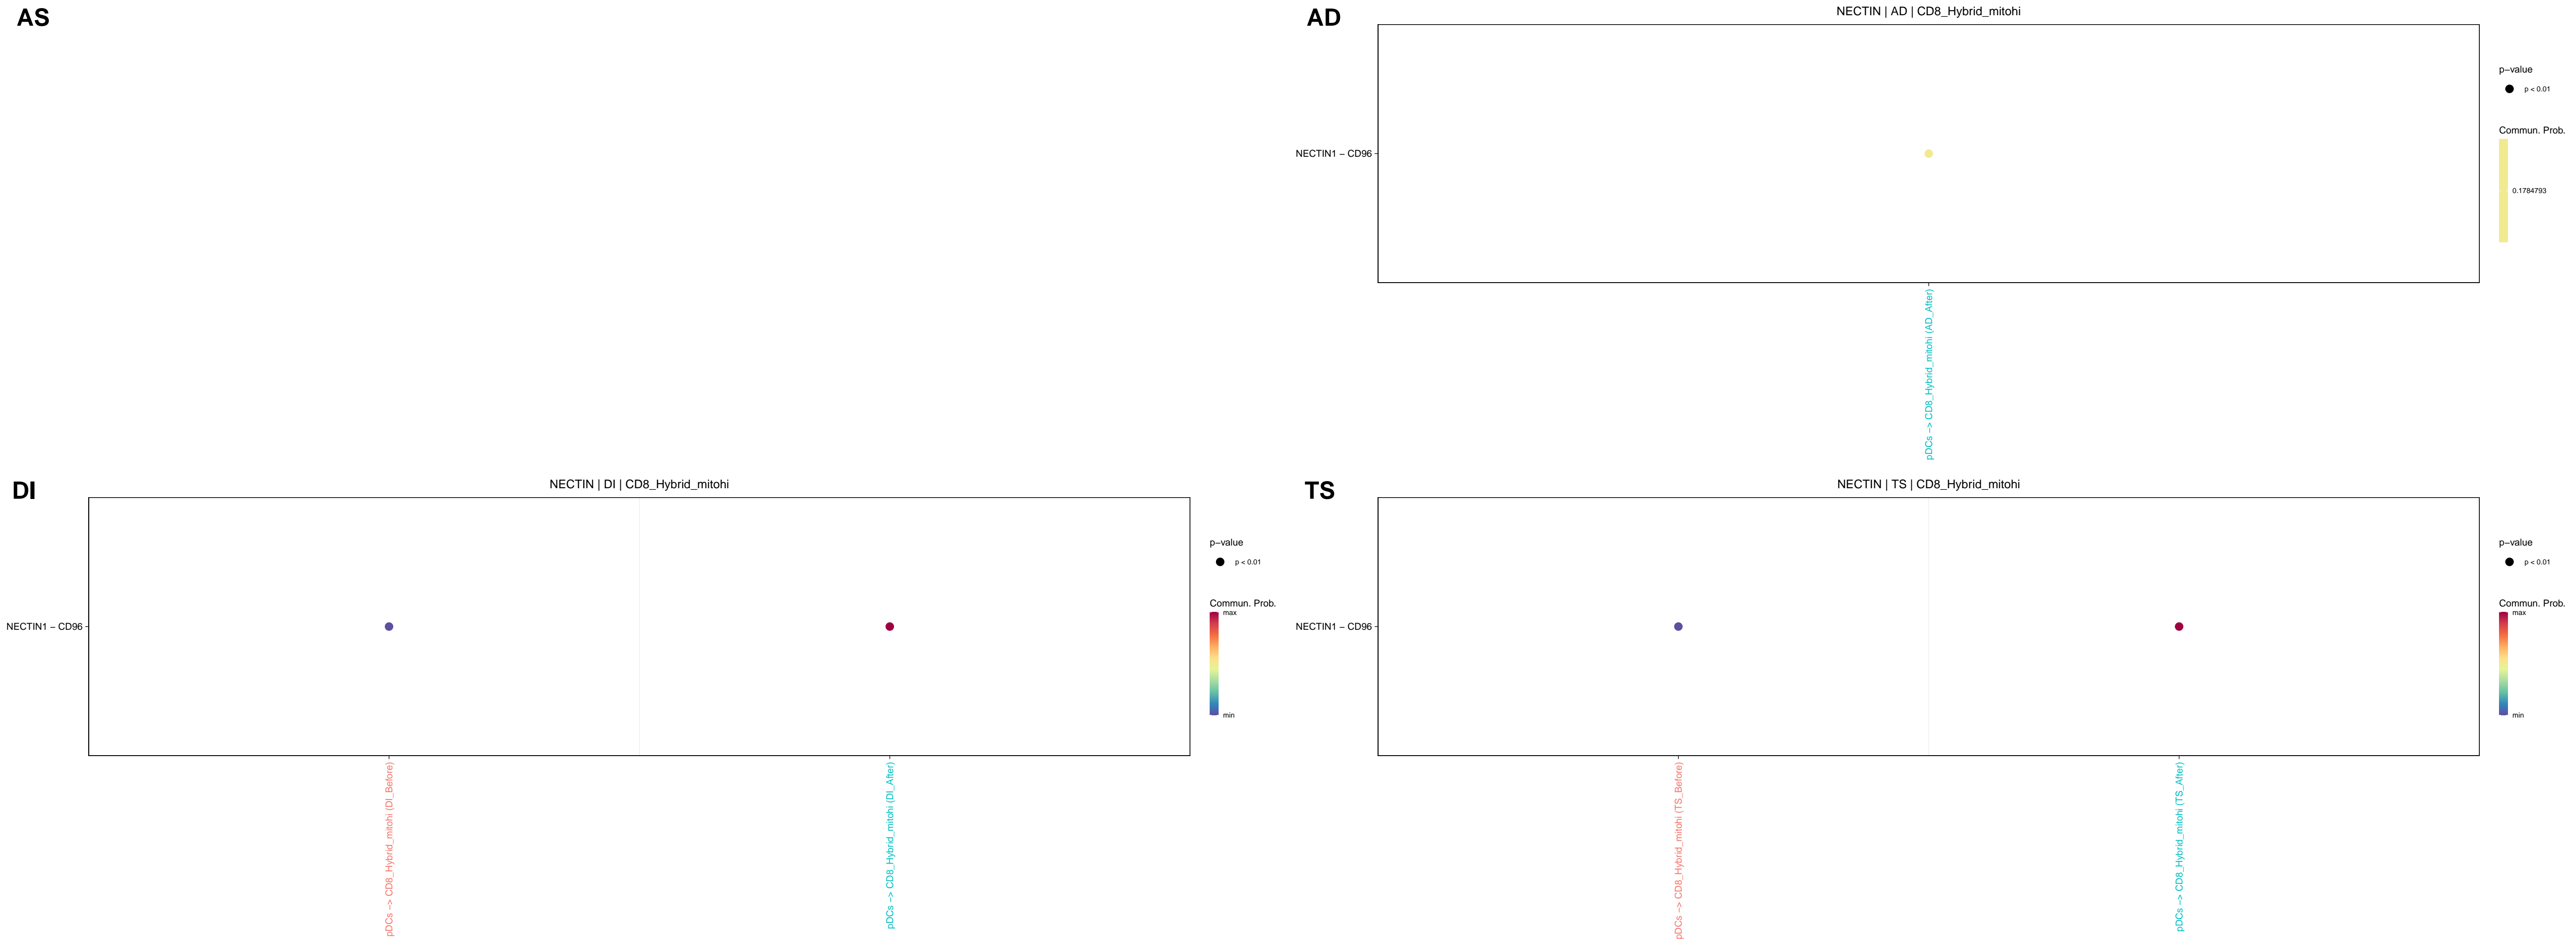 AS
AD
NECTIN | AD | CD8_Hybrid_mitohi
NECTIN1 – CD96
pDCs –> CD8_Hybrid_mitohi (AD_After)
p–value
p < 0.01
Commun. Prob.
0.1784793
DI
NECTIN | DI | CD8_Hybrid_mitohi
NECTIN1 – CD96
pDCs –> CD8_Hybrid_mitohi (DI_Before)
pDCs –> CD8_Hybrid_mitohi (DI_After)
p–value
p < 0.01
Commun. Prob.
max
min
TS
NECTIN | TS | CD8_Hybrid_mitohi
NECTIN1 – CD96
pDCs –> CD8_Hybrid_mitohi (TS_Before)
pDCs –> CD8_Hybrid_mitohi (TS_After)
p–value
p < 0.01
Commun. Prob.
max
min